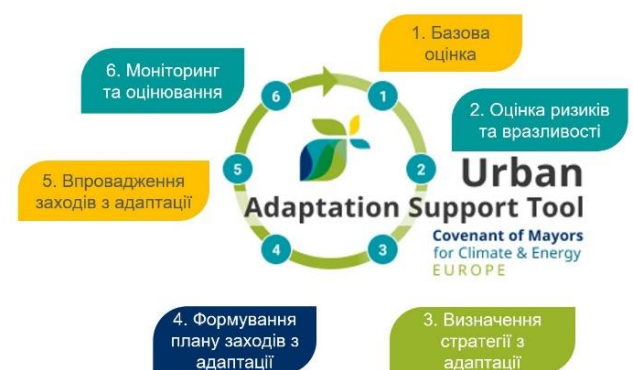 1. Базова
оцінка
6. Моніторинг
та оцінювання
6
1
2. Оцінка ризиків
та вразливості
5
2
Urban
5. Впровадження
заходів з адаптації
Adaptation Support Tool
Covenant of Mayors
for Climate & Energy
EUROPE
4
3
4. Формування
плану заходів з
адаптації
3. Визначення
стратегії з
адаптації